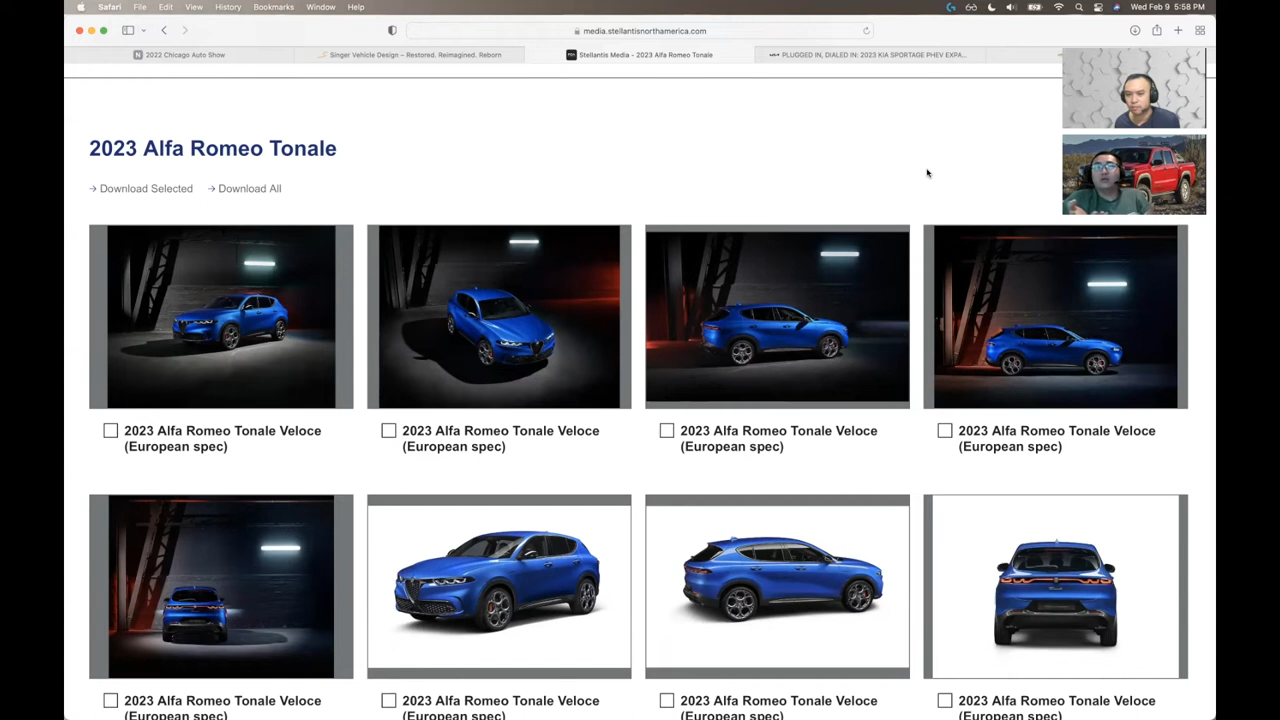 Safari File Edit View History Bookmarks Window Help Wed Feb 9 5:58 PM
media.stellantisnorthamerica.com
2022 Chicago Auto Show
Singer Vehicle Design – Restored. Reimagined. Reborn
Stellantis Media - 2023 Alfa Romeo Tonale
PLUGGED IN, DIALED IN: 2023 KIA SPORTAGE PHEV EXPA...
2023 Alfa Romeo Tonale
→ Download Selected → Download All
2023 Alfa Romeo Tonale Veloce
(European spec)
2023 Alfa Romeo Tonale Veloce
(European spec)
2023 Alfa Romeo Tonale Veloce
(European spec)
2023 Alfa Romeo Tonale Veloce
(European spec)
2023 Alfa Romeo Tonale Veloce
(European spec)
2023 Alfa Romeo Tonale Veloce
(European spec)
2023 Alfa Romeo Tonale Veloce
(European spec)
2023 Alfa Romeo Tonale Veloce
(European spec)